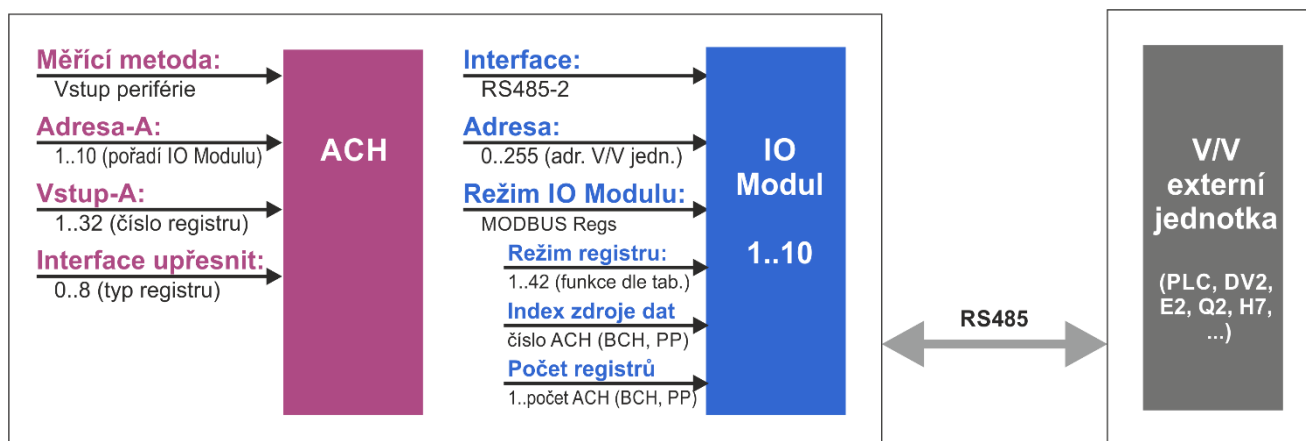 Měřící metoda:
Vstup periférie
Adresa-A:
1..10 (pořadí IO Modulu)
Vstup-A:
1..32 (číslo registru)
Interface upřesnit:
0..8 (typ registru)
ACH
Interface:
RS485-2
Adresa:
0..255 (adr. V/V jedn.)
Režim IO Modulu:
MODBUS Regs
Režim registru:
1..42 (funkce dle tab.)
Index zdroje dat
číslo ACH (BCH, PP)
Počet registrů
1..počet ACH (BCH, PP)
IO
Modul
1..10
RS485
V/V
externí
jednotka
(PLC, DV2,
E2, Q2, H7,
...)